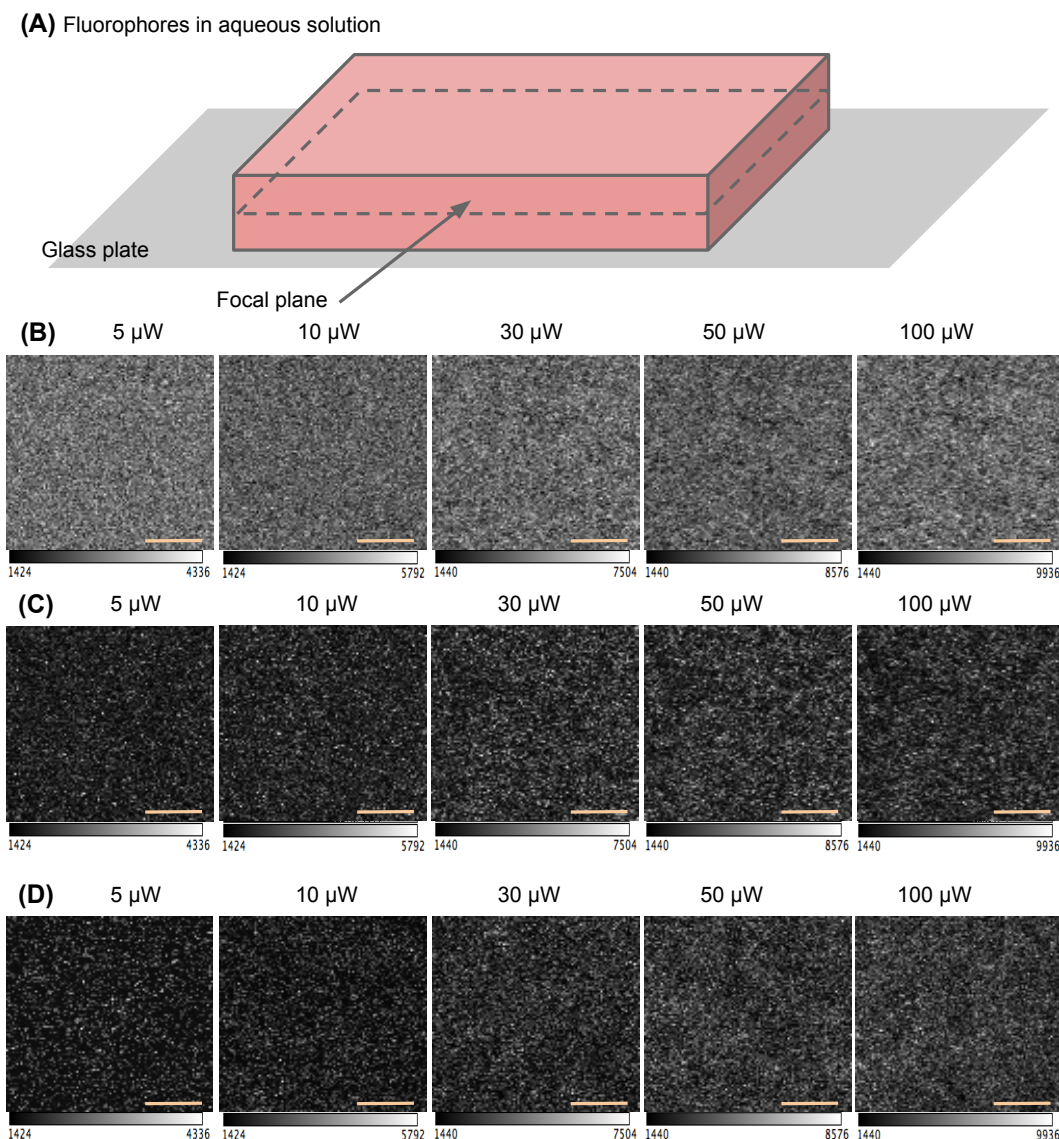 (A) Fluorophores in aqueous solution
Glass plate
Focal plane
(B) 5 µW 10 µW 30 µW 50 µW 100 µW
1424 4336 1424 5792 1440 7504 1440 8576 1440 9936
(C) 5 µW 10 µW 30 µW 50 µW 100 µW
1424 4336 1424 5792 1440 7504 1440 8576 1440 9936
(D) 5 µW 10 µW 30 µW 50 µW 100 µW
1424 4336 1424 5792 1440 7504 1440 8576 1440 9936